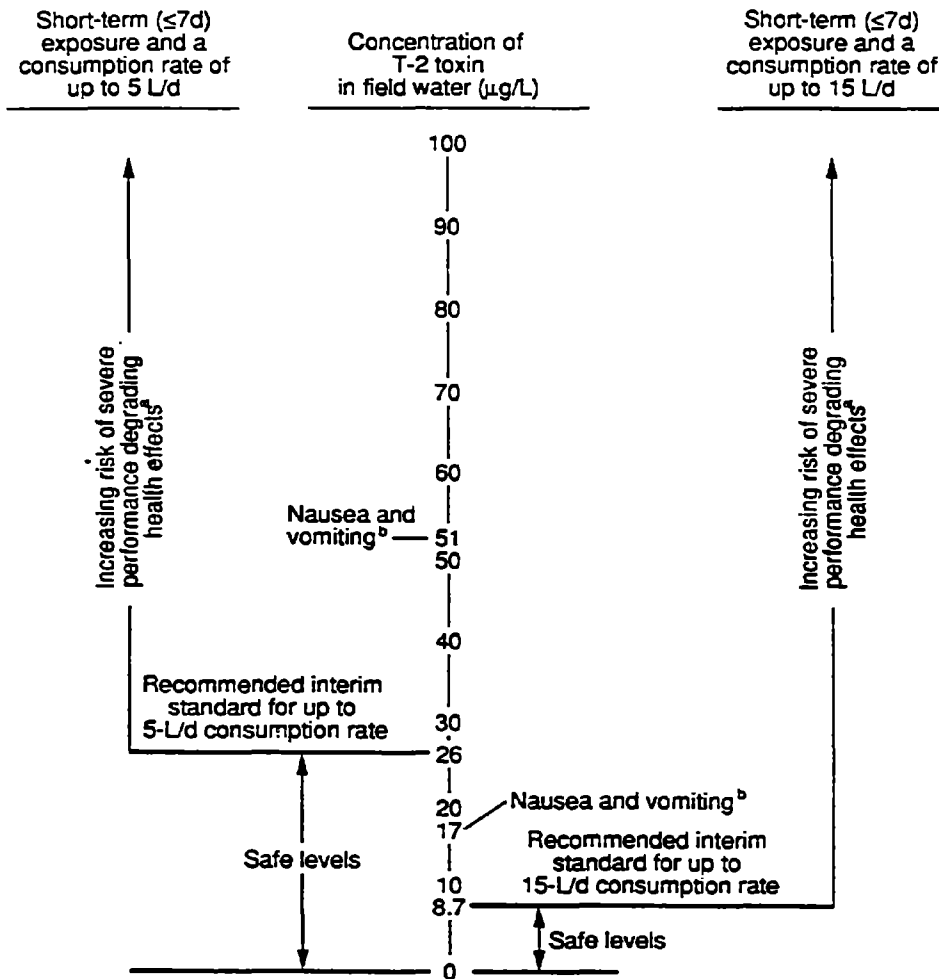 Short-term (≤7d)
exposure and a
consumption rate of
up to 5 L/d
Concentration of
T-2 toxin
in field water (μg/L)
Short-term (≤7d)
exposure and a
consumption rate of
up to 15 L/d
100
90
80
70
60
Nausea and
vomiting b
51
50
40
30
26
20
17
10
8.7
0
Increasing risk of severe
performance degrading
health effects a
Recommended interim
standard for up to
5-L/d consumption rate
Safe levels
Nausea and vomiting b
Recommended interim
standard for up to
15-L/d consumption rate
Safe levels
Increasing risk of severe
performance degrading
health effects a